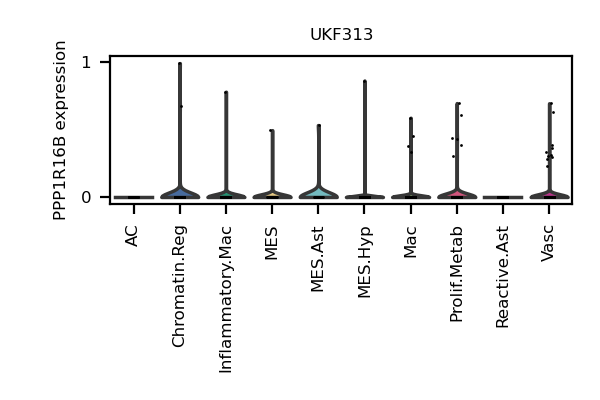 UKF313
PPP1R16B expression
1
0
AC
Chromatin.Reg
Inflammatory.Mac
MES
MES.Ast
MES.Hyp
Mac
Prolif.Metab
Reactive.Ast
Vasc